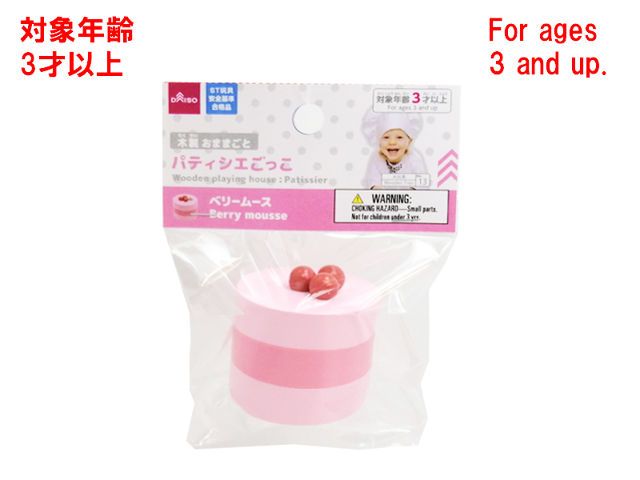 対象年齢
3才以上
For ages
3 and up.
DAISO
ST玩具
安全基準
合格品
対象年齢3才以上
For ages 3 and up
木製おままごと
パティシエごっこ
Wooden playing house : Patissier
13
ベリームース
Berry mousse
WARNING:
CHOKING HAZARD—Small parts.
Not for children under 3 yrs.